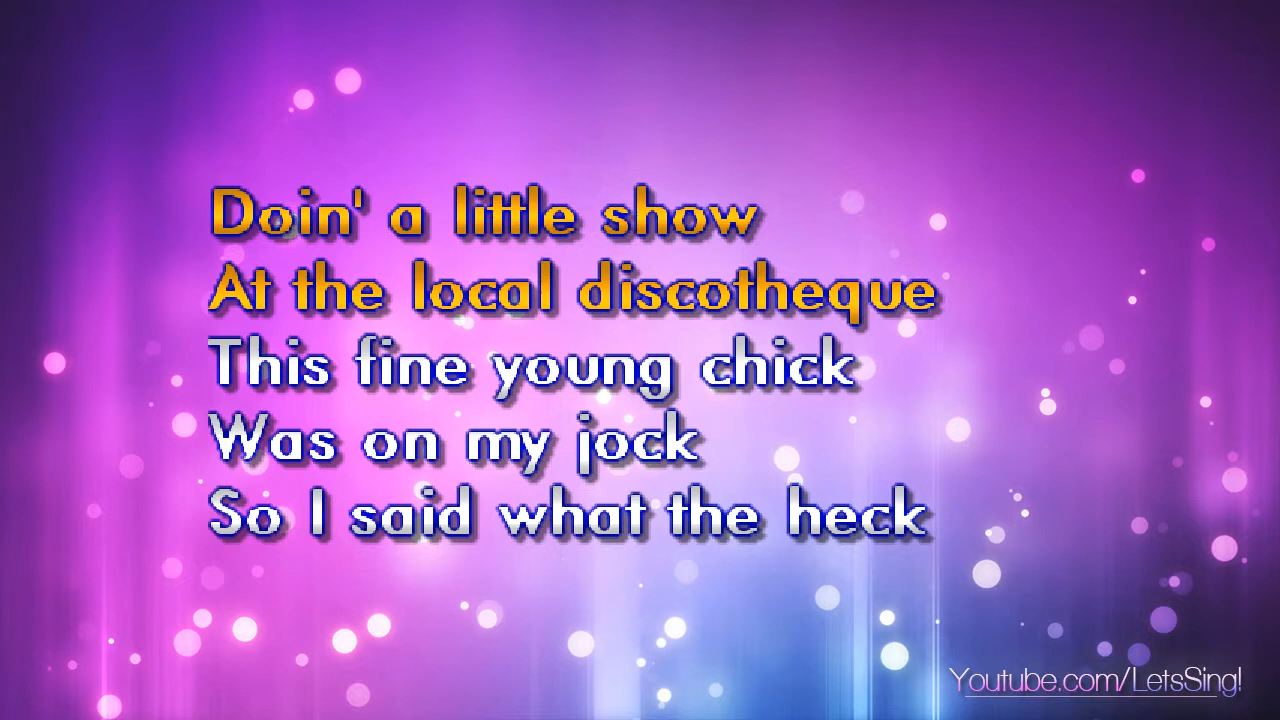 Doin' a little show
At the local discotheque
This fine young chick
Was on my jock
So I said what the heck
Youtube.com/LetsSing!